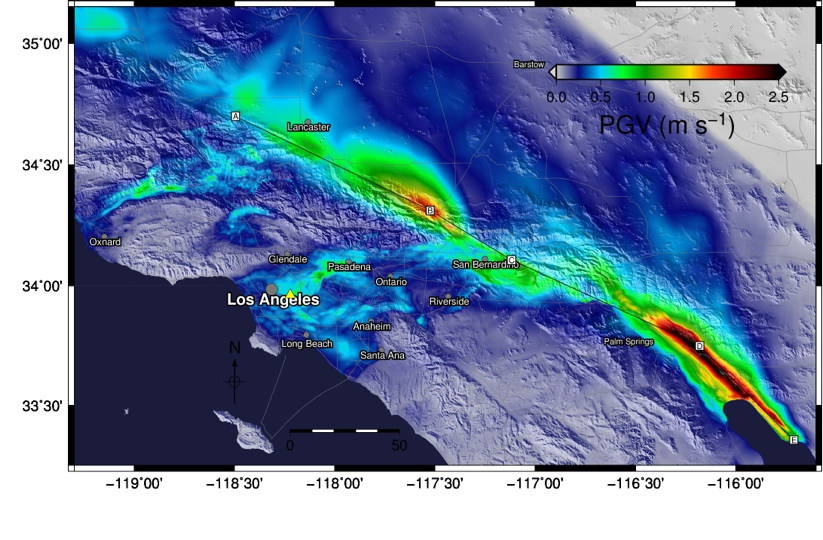 35°00'
Barstow
0.0 0.5 1.0 1.5 2.0 2.5
PGV (m s⁻¹)
A
Lancaster
34°30'
B
Oxnard
Glendale
Pasadena
San Bernardino
C
Ontario
34°00'
Los Angeles
Riverside
Anaheim
Long Beach
Santa Ana
Palm Springs
D
N
33°30'
0 50
E
−119°00' −118°30' −118°00' −117°30' −117°00' −116°30' −116°00'